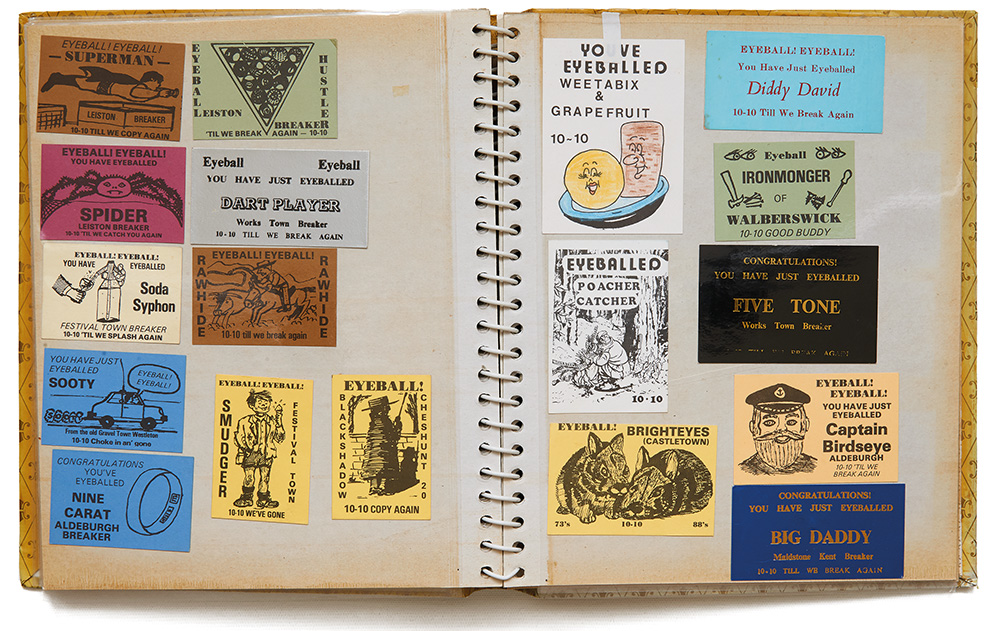 EYEBALL! EYEBALL!
— SUPERMAN —
LEISTON BREAKER
10-10 TILL WE COPY AGAIN
EYEBALL HUSTLER
LEISTON BREAKER
'TIL WE BREAK AGAIN — 10-10
EYEBALL! EYEBALL!
YOU HAVE EYEBALLED
SPIDER
LEISTON BREAKER
10-10 'TIL WE CATCH YOU AGAIN
Eyeball Eyeball
YOU HAVE JUST EYEBALLED
DART PLAYER
Works Town Breaker
10-10 TILL WE BREAK AGAIN
EYEBALL! EYEBALL!
YOU HAVE EYEBALLED
Soda
Syphon
FESTIVAL TOWN BREAKER
10-10 'TIL WE SPLASH AGAIN
EYEBALL! EYEBALL!
RAWHIDE
RAWHIDE
10-10 till we break again
YOU HAVE JUST
EYEBALLED
SOOTY
EYEBALL!
EYEBALL!
From the old Gravel Town Westleton
10-10 Choke in an' gone
EYEBALL! EYEBALL!
SMUDGER
FESTIVAL TOWN
10-10 WE'VE GONE
EYEBALL!
BLACKSHADOW
CHESHUNT 20
10-10 COPY AGAIN
CONGRATULATIONS
YOU'VE
EYEBALLED
NINE
CARAT
ALDEBURGH
BREAKER
YOU'VE
EYEBALLED
WEETABIX
&
GRAPEFRUIT
10-10
EYEBALL! EYEBALL!
You Have Just Eyeballed
Diddy David
10-10 Till We Break Again
Eyeball
IRONMONGER
OF
WALBERSWICK
10-10 GOOD BUDDY
EYEBALLED
POACHER
CATCHER
10-10
CONGRATULATIONS!
YOU HAVE JUST EYEBALLED
FIVE TONE
Works Town Breaker
TILL WE BREAK AGAIN
EYEBALL!
BRIGHTEYES
(CASTLETOWN)
73's 10-10 88's
EYEBALL!
EYEBALL!
YOU HAVE JUST
EYEBALLED
Captain
Birdseye
ALDEBURGH
10-10 'TIL WE
BREAK AGAIN
CONGRATULATIONS!
YOU HAVE JUST EYEBALLED
BIG DADDY
Maidstone Kent Breaker
10-10 TILL WE BREAK AGAIN